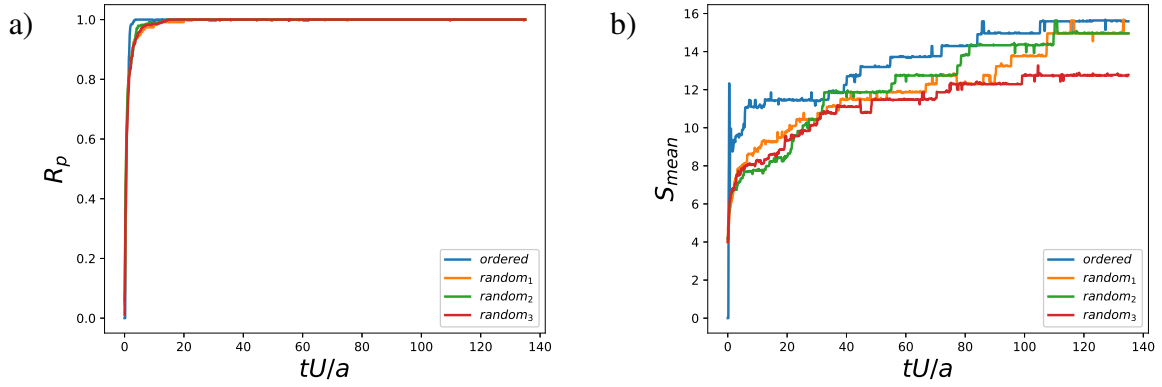 a)
1.0
0.8
0.6
0.4
0.2
0.0
R_p
0 20 40 60 80 100 120 140
tU/a
ordered
random_1
random_2
random_3
b)
16
14
12
10
8
6
4
2
0
S_mean
0 20 40 60 80 100 120 140
tU/a
ordered
random_1
random_2
random_3